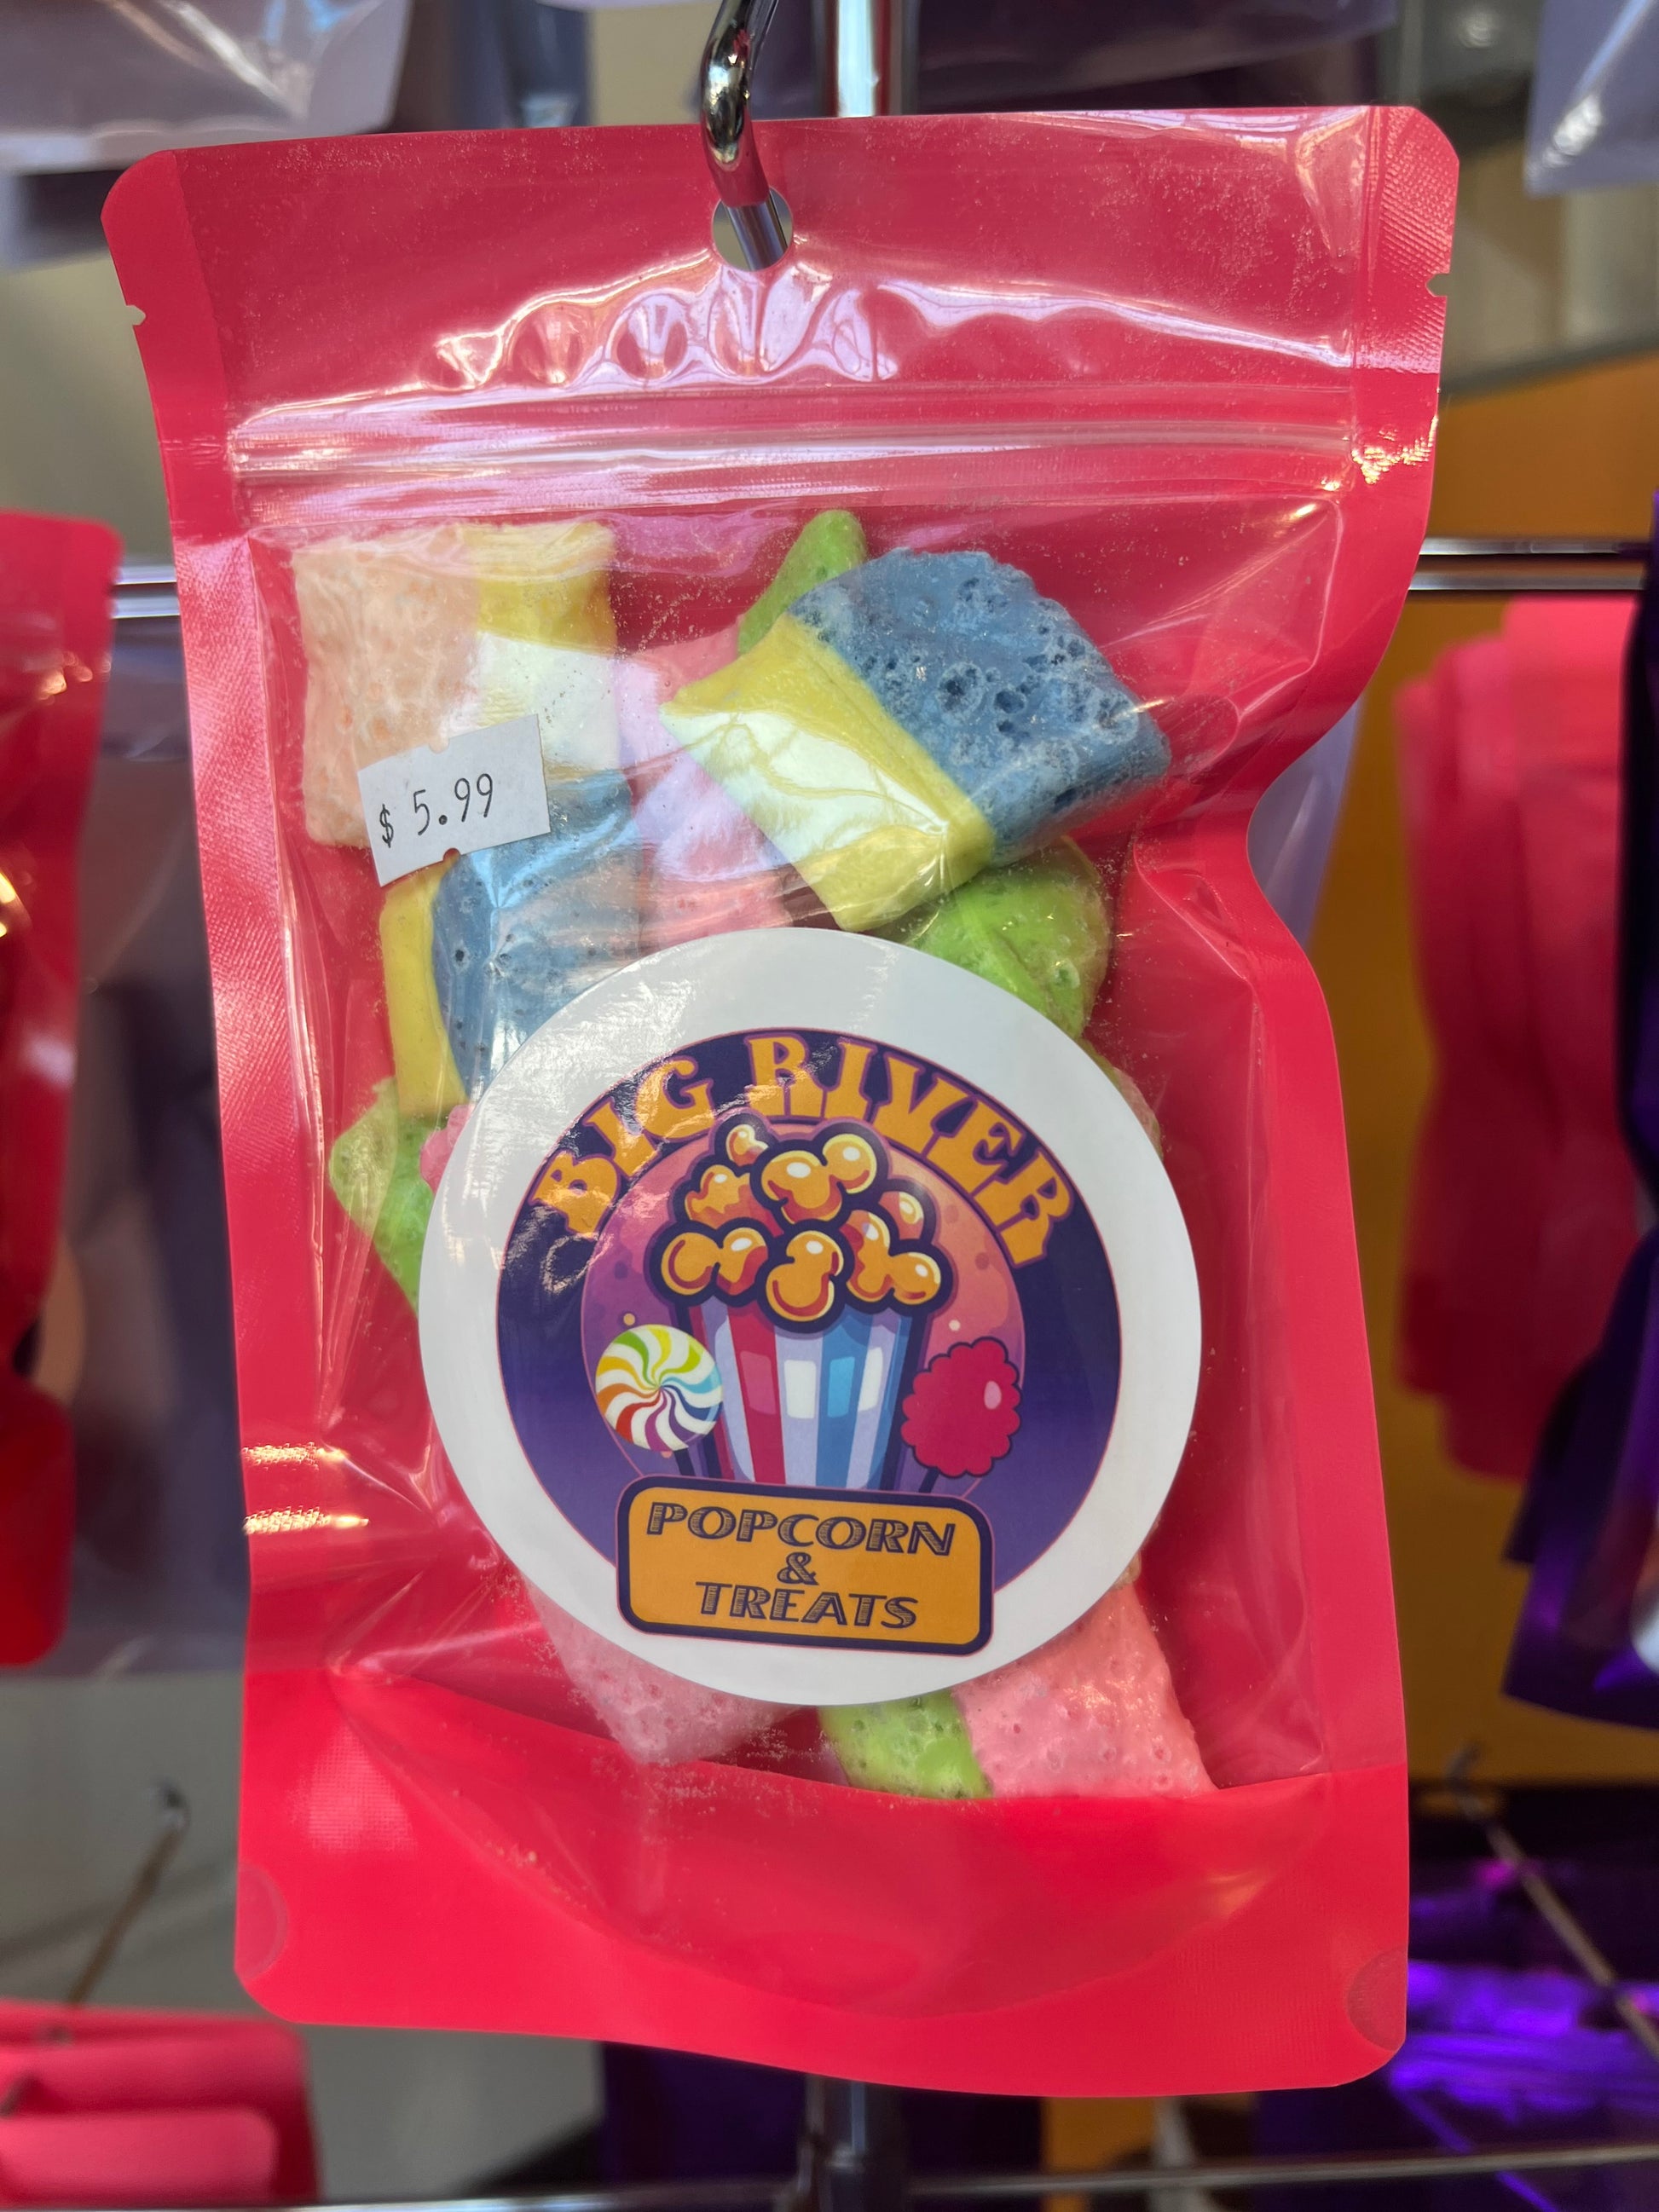 $ 5.99
BIG RIVER
POPCORN
&
TREATS